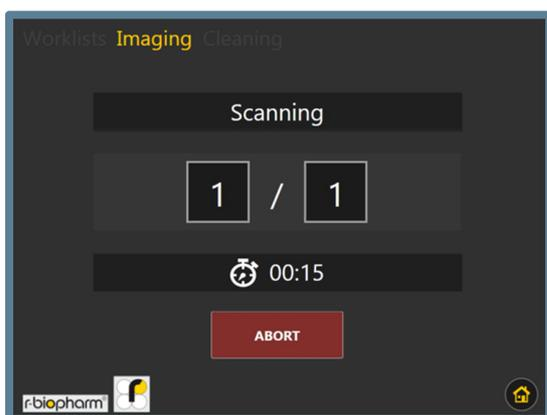 Worklists Imaging Cleaning
Scanning
1 / 1
00:15
ABORT
r-biopharm®